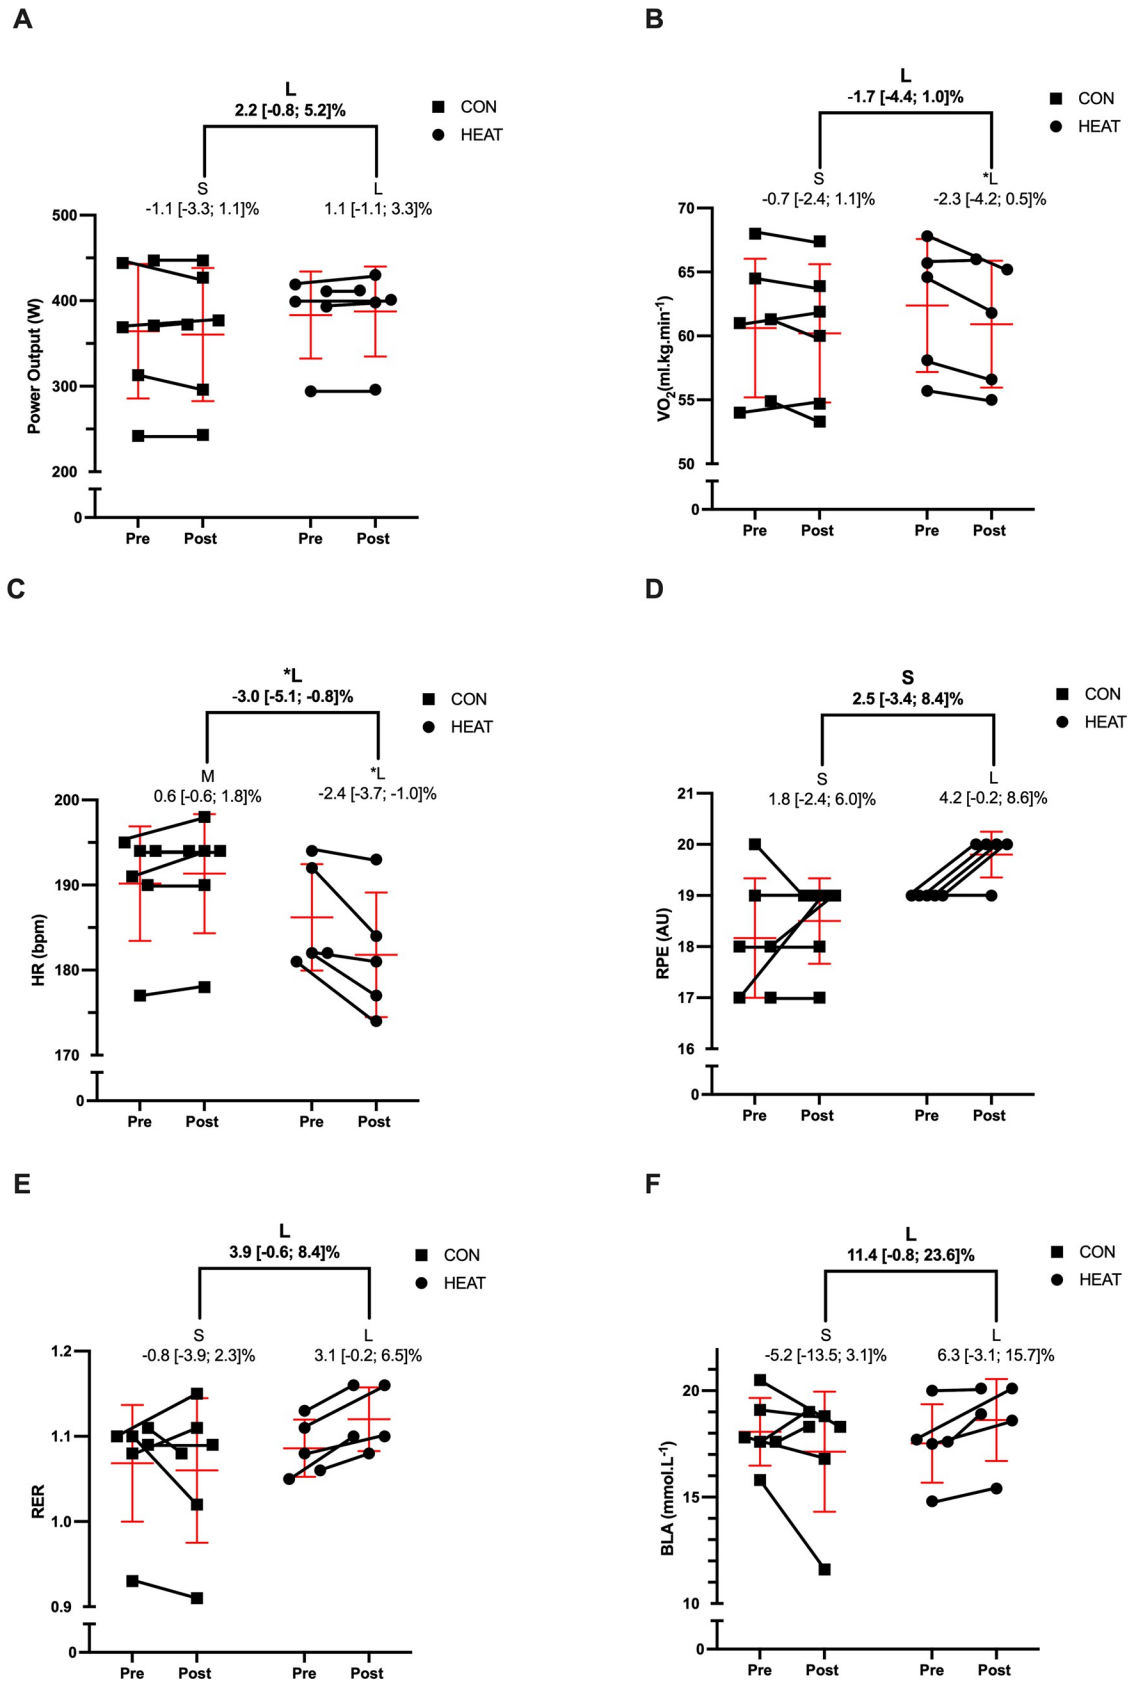 A
L
2.2 [-0.8; 5.2]%
CON
HEAT
S
L
-1.1 [-3.3; 1.1]%
1.1 [-1.1; 3.3]%
Power Output (W)
500
400
300
200
0
Pre
Post
Pre
Post
B
L
-1.7 [-4.4; 1.0]%
CON
HEAT
S
*L
-0.7 [-2.4; 1.1]%
-2.3 [-4.2; 0.5]%
VO2(ml.kg.min-1)
70
65
60
55
50
0
Pre
Post
Pre
Post
C
*L
-3.0 [-5.1; -0.8]%
CON
HEAT
M
*L
0.6 [-0.6; 1.8]%
-2.4 [-3.7; -1.0]%
HR (bpm)
200
190
180
170
0
Pre
Post
Pre
Post
D
S
2.5 [-3.4; 8.4]%
CON
HEAT
S
L
1.8 [-2.4; 6.0]%
4.2 [-0.2; 8.6]%
RPE (AU)
21
20
19
18
17
16
0
Pre
Post
Pre
Post
E
L
3.9 [-0.6; 8.4]%
CON
HEAT
S
L
-0.8 [-3.9; 2.3]%
3.1 [-0.2; 6.5]%
RER
1.2
1.1
1.0
0.9
0
Pre
Post
Pre
Post
F
L
11.4 [-0.8; 23.6]%
CON
HEAT
S
L
-5.2 [-13.5; 3.1]%
6.3 [-3.1; 15.7]%
BLA (mmol.L-1)
20
15
10
0
Pre
Post
Pre
Post